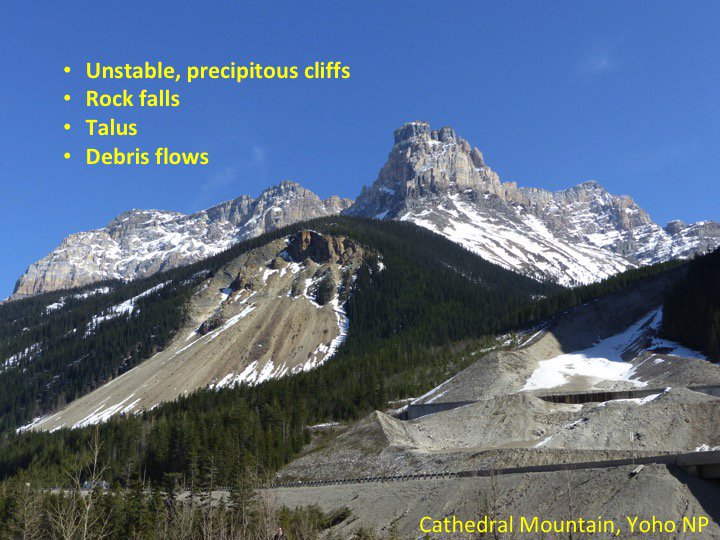 • Unstable, precipitous cliffs
• Rock falls
• Talus
• Debris flows
Cathedral Mountain, Yoho NP